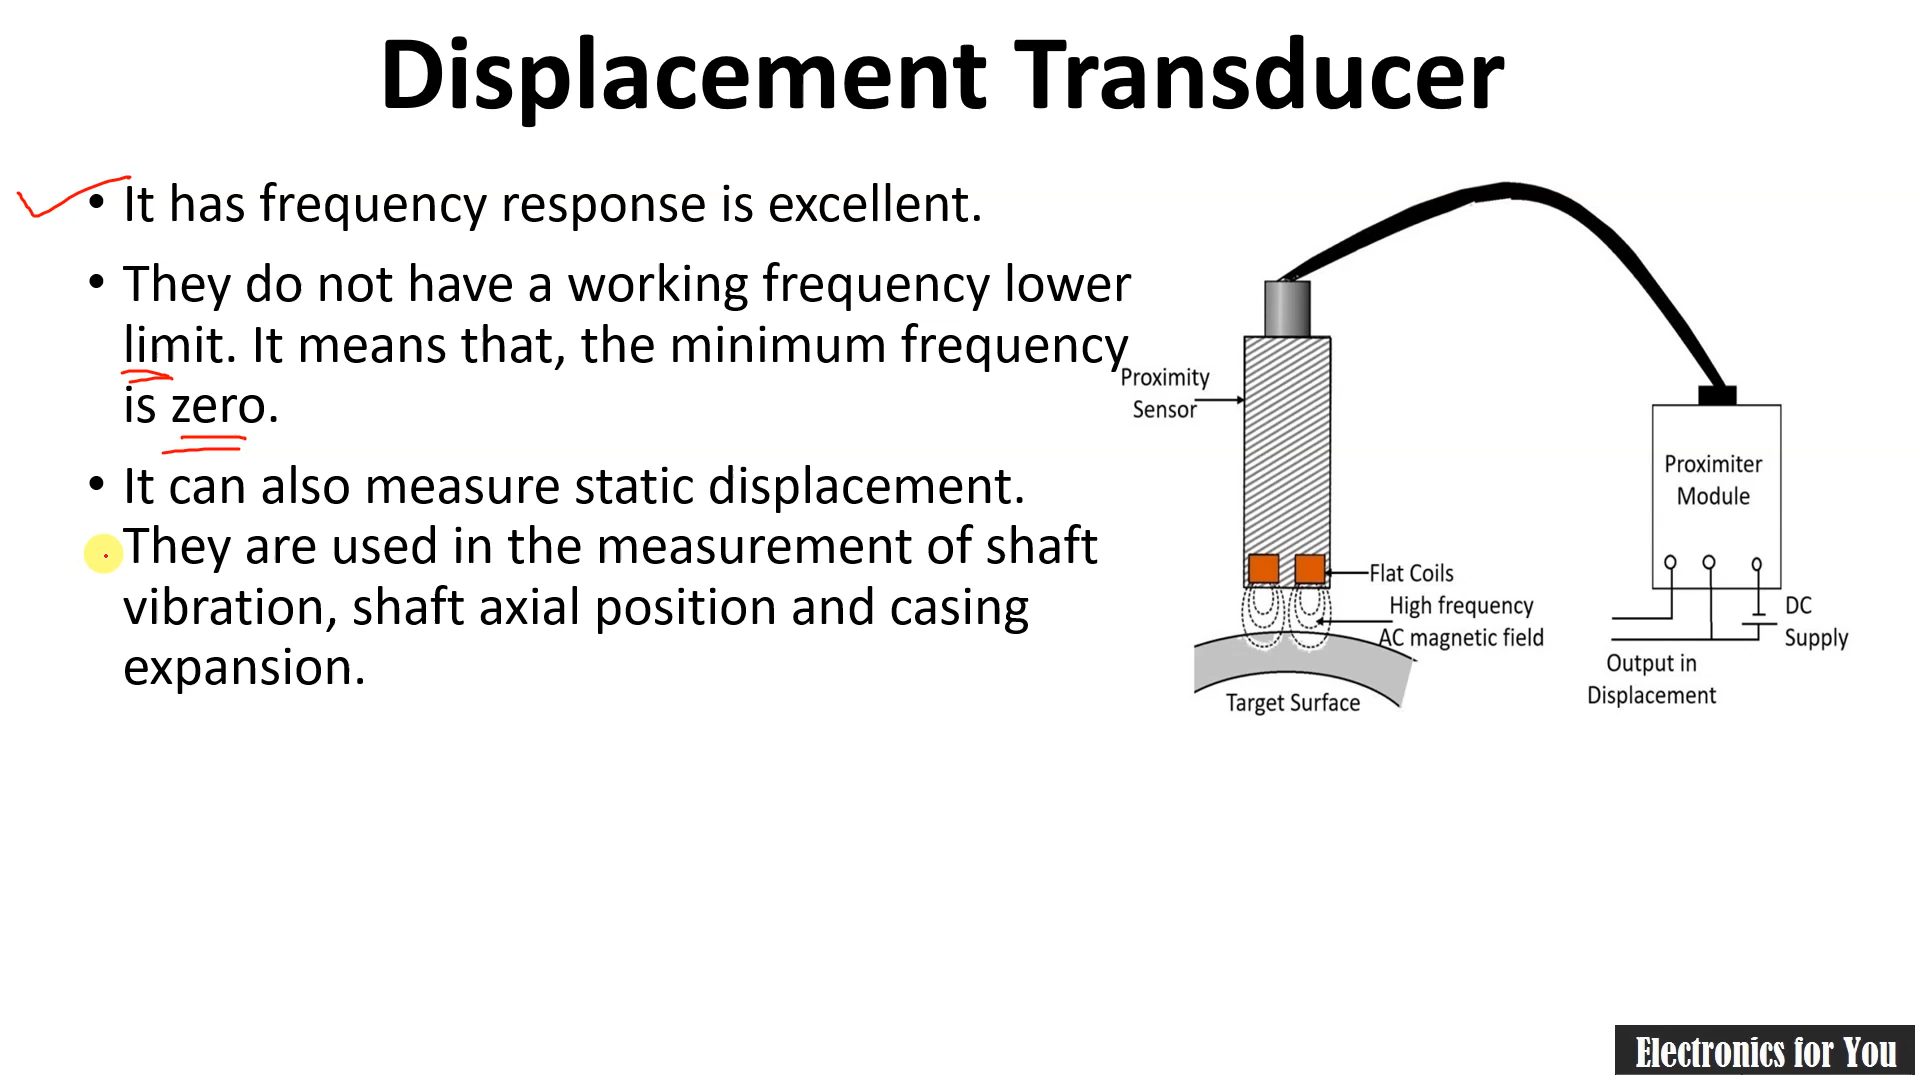 Displacement Transducer
• It has frequency response is excellent.
• They do not have a working frequency lower
limit. It means that, the minimum frequency
is zero.
• It can also measure static displacement.
They are used in the measurement of shaft
vibration, shaft axial position and casing
expansion.
Proximity
Sensor
Proximiter
Module
Flat Coils
High frequency
AC magnetic field
DC
Supply
Output in
Displacement
Target Surface
Electronics for You